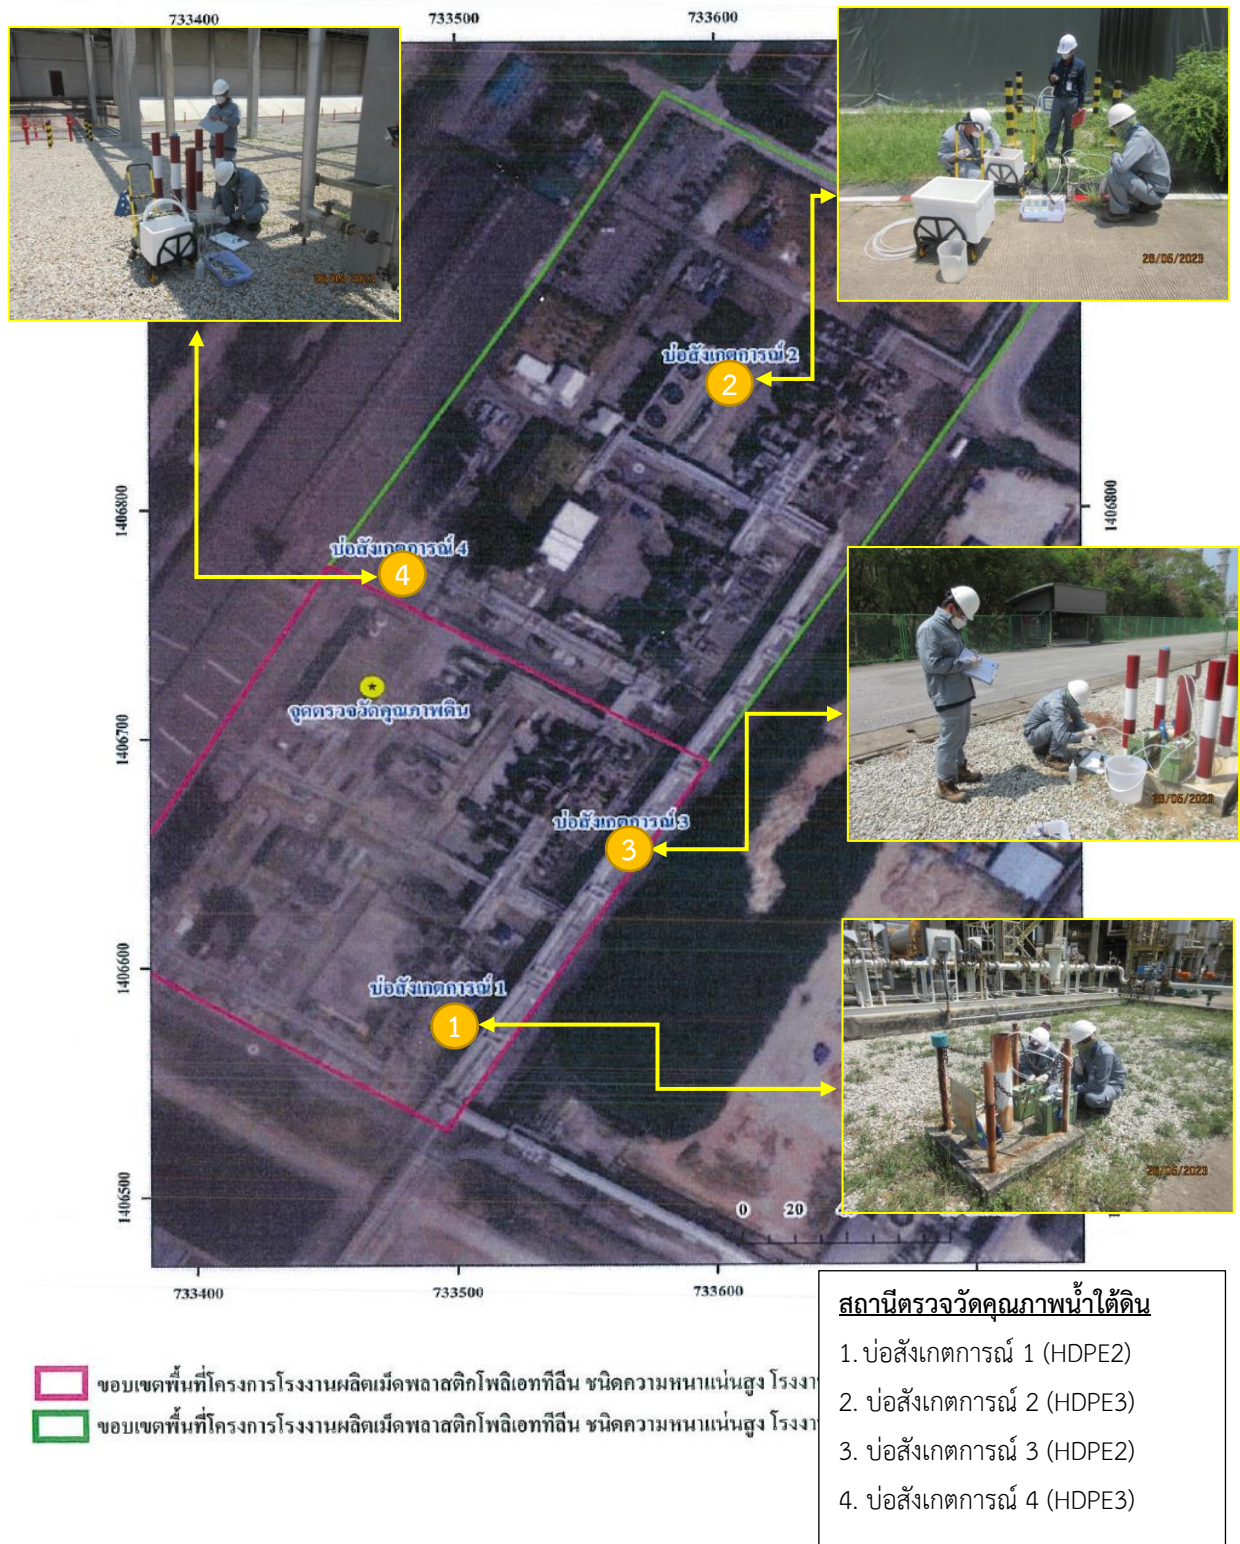 733400
733500
733600
26/05/2023
บ่อสังเกตการณ์ 2
2
1406800
1406800
บ่อสังเกตการณ์ 4
4
จุดตรวจวัดคุณภาพดิน
1406700
26/05/2023
บ่อสังเกตการณ์ 3
3
1406600
บ่อสังเกตการณ์ 1
1
26/05/2023
1406500
0 20
733400
733500
733600
สถานีตรวจวัดคุณภาพน้ำใต้ดิน
1. บ่อสังเกตการณ์ 1 (HDPE2)
2. บ่อสังเกตการณ์ 2 (HDPE3)
3. บ่อสังเกตการณ์ 3 (HDPE2)
4. บ่อสังเกตการณ์ 4 (HDPE3)
ขอบเขตพื้นที่โครงการโรงงานผลิตเม็ดพลาสติกโพลิเอททีลีน ชนิดความหนาแน่นสูง
ขอบเขตพื้นที่โครงการโรงงานผลิตเม็ดพลาสติกโพลิเอททีลีน ชนิดความหนาแน่นสูง